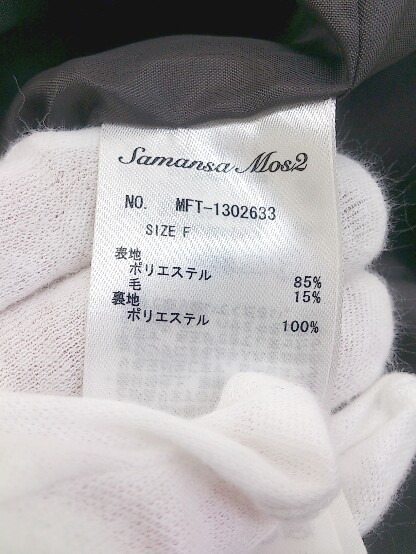 Samansa Mos2
NO. MFT-1302633
SIZE F
表地
ポリエステル 85%
毛 15%
裏地
ポリエステル 100%